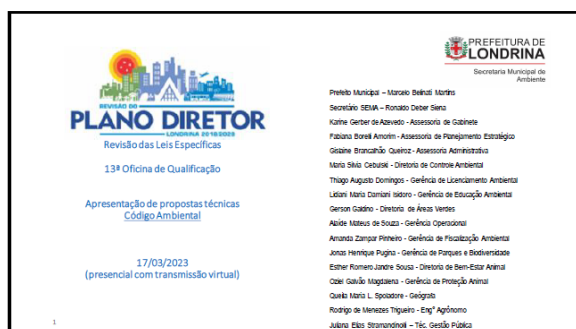 REVISÃO DO
PLANO DIRETOR
LONDRINA 2018/2028
Revisão das Leis Específicas
13ª Oficina de Qualificação
Apresentação de propostas técnicas
Código Ambiental
17/03/2023
(presencial com transmissão virtual)
1
PREFEITURA DE
LONDRINA
Secretaria Municipal de
Ambiente
Prefeito Municipal – Marcelo Belinati Martins
Secretário SEMA – Ronaldo Deber Siena
Karine Gerber de Azevedo - Assessoria de Gabinete
Fabiana Borelli Amorim - Assessoria de Planejamento Estratégico
Gislaine Brancalhão Queiroz - Assessoria Administrativa
Maria Silvia Cebulski - Diretoria de Controle Ambiental
Thiago Augusto Domingos - Gerência de Licenciamento Ambiental
Lidiani Maria Damiani Isidoro - Gerência de Educação Ambiental
Gerson Galdino - Diretoria de Áreas Verdes
Alaide Mateus de Souza - Gerência Operacional
Amanda Zampar Pinheiro - Gerência de Fiscalização Ambiental
Jonas Henrique Pugina - Gerência de Parques e Biodiversidade
Esther Romero Jandre Sousa - Diretoria de Bem-Estar Animal
Oziel Galvão Magdalena - Gerência de Proteção Animal
Queila Maria L. Spoladore - Geógrafa
Rodrigo de Menezes Trigueiro - Engº Agrônomo
Juliana Elias Stramandinoli – Téc. Gestão Pública